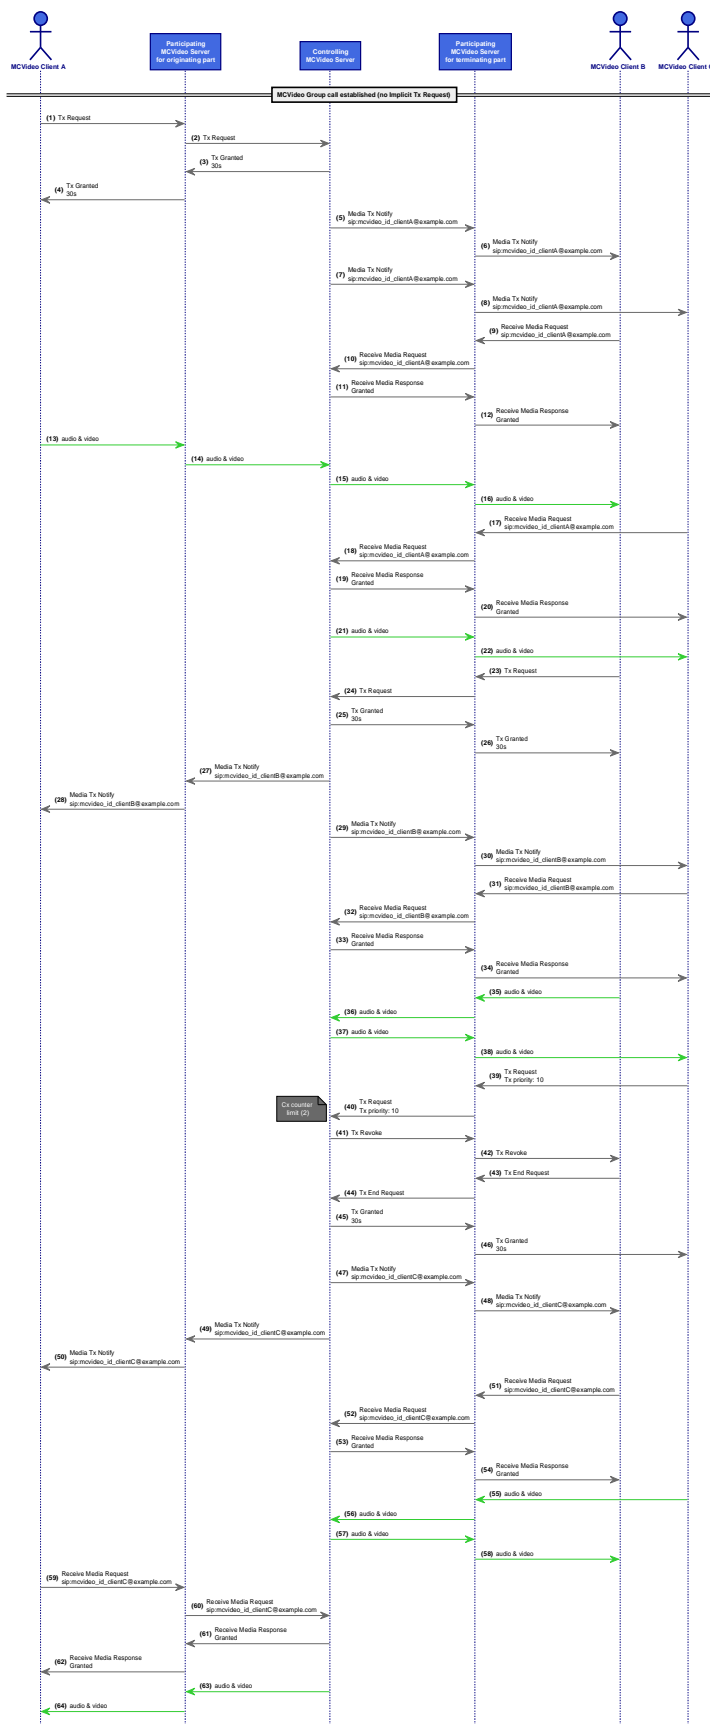 MCVideo Client A
Participating
MCVideo Server
for originating part
Controlling
MCVideo Server
Participating
MCVideo Server
for terminating part
MCVideo Client B
MCVideo Client
MCVideo Group call established (no Implicit Tx Request)
(1) Tx Request
(2) Tx Request
(3) Tx Granted
30s
(4) Tx Granted
30s
(5) Media Tx Notify
sip:mcvideo_id_clientA@example.com
(6) Media Tx Notify
sip:mcvideo_id_clientA@example.com
(7) Media Tx Notify
sip:mcvideo_id_clientA@example.com
(8) Media Tx Notify
sip:mcvideo_id_clientA@example.com
(9) Receive Media Request
sip:mcvideo_id_clientA@example.com
(10) Receive Media Request
sip:mcvideo_id_clientA@example.com
(11) Receive Media Response
Granted
(12) Receive Media Response
Granted
(13) audio & video
(14) audio & video
(15) audio & video
(16) audio & video
(17) Receive Media Request
sip:mcvideo_id_clientA@example.com
(18) Receive Media Request
sip:mcvideo_id_clientA@example.com
(19) Receive Media Response
Granted
(20) Receive Media Response
Granted
(21) audio & video
(22) audio & video
(23) Tx Request
(24) Tx Request
(25) Tx Granted
30s
(26) Tx Granted
30s
(27) Media Tx Notify
sip:mcvideo_id_clientB@example.com
(28) Media Tx Notify
sip:mcvideo_id_clientB@example.com
(29) Media Tx Notify
sip:mcvideo_id_clientB@example.com
(30) Media Tx Notify
sip:mcvideo_id_clientB@example.com
(31) Receive Media Request
sip:mcvideo_id_clientB@example.com
(32) Receive Media Request
sip:mcvideo_id_clientB@example.com
(33) Receive Media Response
Granted
(34) Receive Media Response
Granted
(35) audio & video
(36) audio & video
(37) audio & video
(38) audio & video
(39) Tx Request
Tx priority: 10
Cx counter
limit (2)
(40) Tx Request
Tx priority: 10
(41) Tx Revoke
(42) Tx Revoke
(43) Tx End Request
(44) Tx End Request
(45) Tx Granted
30s
(46) Tx Granted
30s
(47) Media Tx Notify
sip:mcvideo_id_clientC@example.com
(48) Media Tx Notify
sip:mcvideo_id_clientC@example.com
(49) Media Tx Notify
sip:mcvideo_id_clientC@example.com
(50) Media Tx Notify
sip:mcvideo_id_clientC@example.com
(51) Receive Media Request
sip:mcvideo_id_clientC@example.com
(52) Receive Media Request
sip:mcvideo_id_clientC@example.com
(53) Receive Media Response
Granted
(54) Receive Media Response
Granted
(55) audio & video
(56) audio & video
(57) audio & video
(58) audio & video
(59) Receive Media Request
sip:mcvideo_id_clientC@example.com
(60) Receive Media Request
sip:mcvideo_id_clientC@example.com
(61) Receive Media Response
Granted
(62) Receive Media Response
Granted
(63) audio & video
(64) audio & video